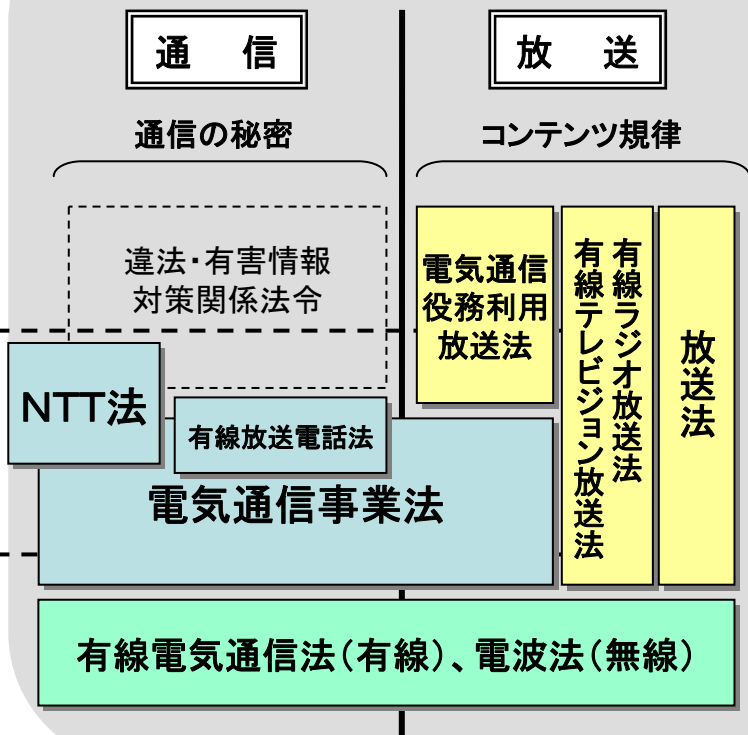 通　信
放　送
通信の秘密
コンテンツ規律
違法・有害情報
対策関係法令
電気通信
役務利用
放送法
有線ラジオ放送法
有線テレビジョン放送法
放送法
NTT法
有線放送電話法
電気通信事業法
有線電気通信法（有線）、電波法（無線）